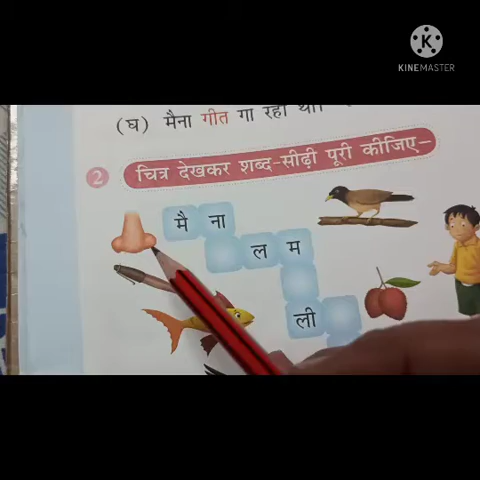 K
KINEMASTER
(घ) मैना गीत गा रही थी।
2 चित्र देखकर शब्द-सीढ़ी पूरी कीजिए-
मै ना
ल म
ली